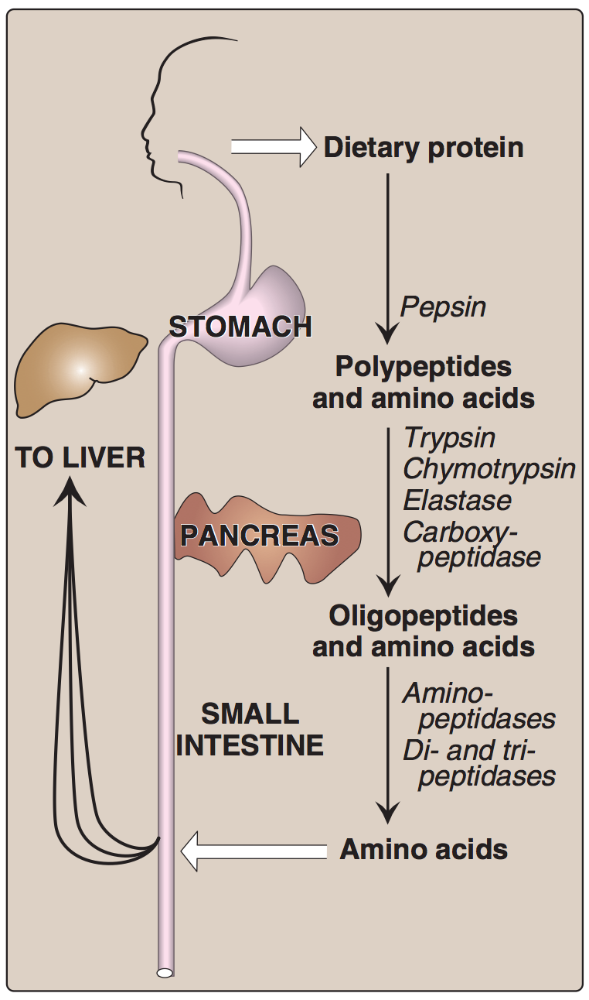 Dietary protein
Pepsin
STOMACH
Polypeptides
and amino acids
Trypsin
Chymotrypsin
Elastase
Carboxy-
peptidase
TO LIVER
PANCREAS
Oligopeptides
and amino acids
Amino-
peptidases
Di- and tri-
peptidases
SMALL
INTESTINE
Amino acids